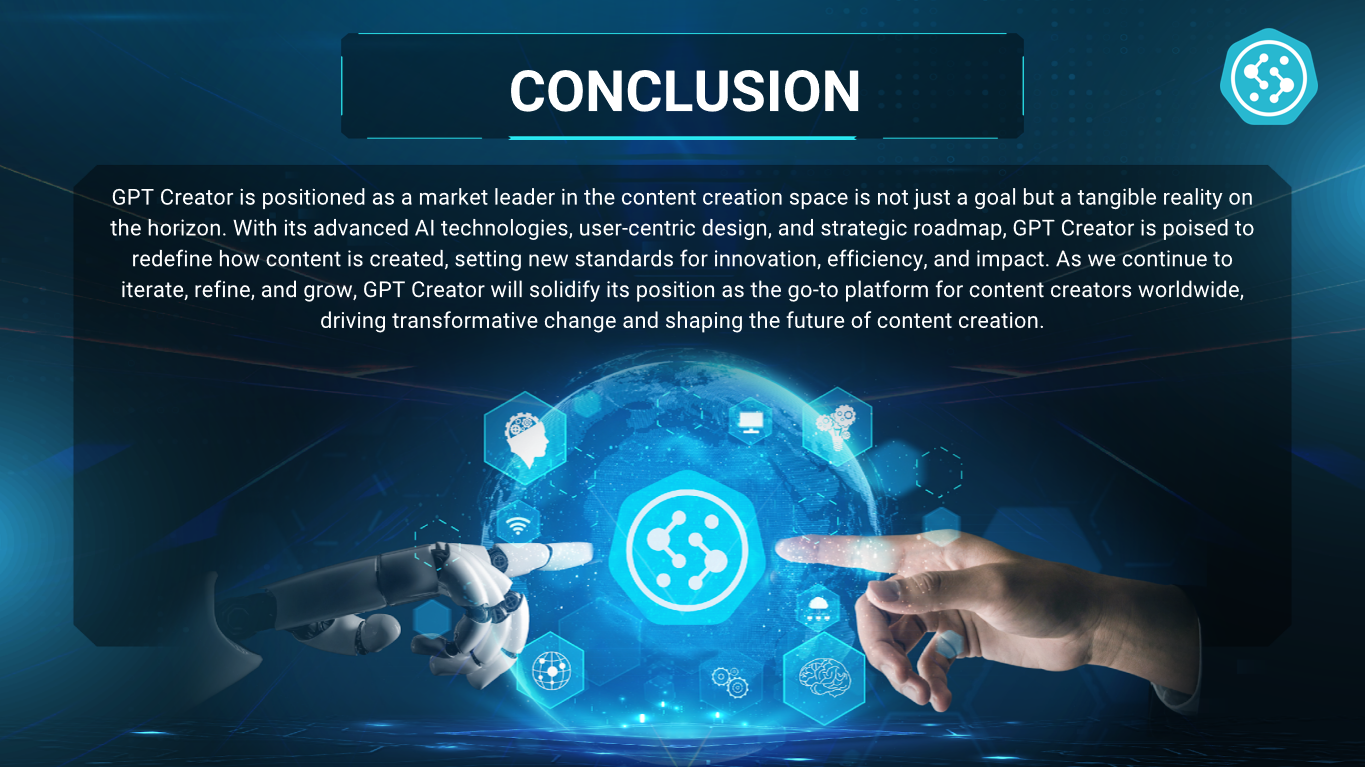 CONCLUSION
GPT Creator is positioned as a market leader in the content creation space is not just a goal but a tangible reality on
the horizon. With its advanced AI technologies, user-centric design, and strategic roadmap, GPT Creator is poised to
redefine how content is created, setting new standards for innovation, efficiency, and impact. As we continue to
iterate, refine, and grow, GPT Creator will solidify its position as the go-to platform for content creators worldwide,
driving transformative change and shaping the future of content creation.